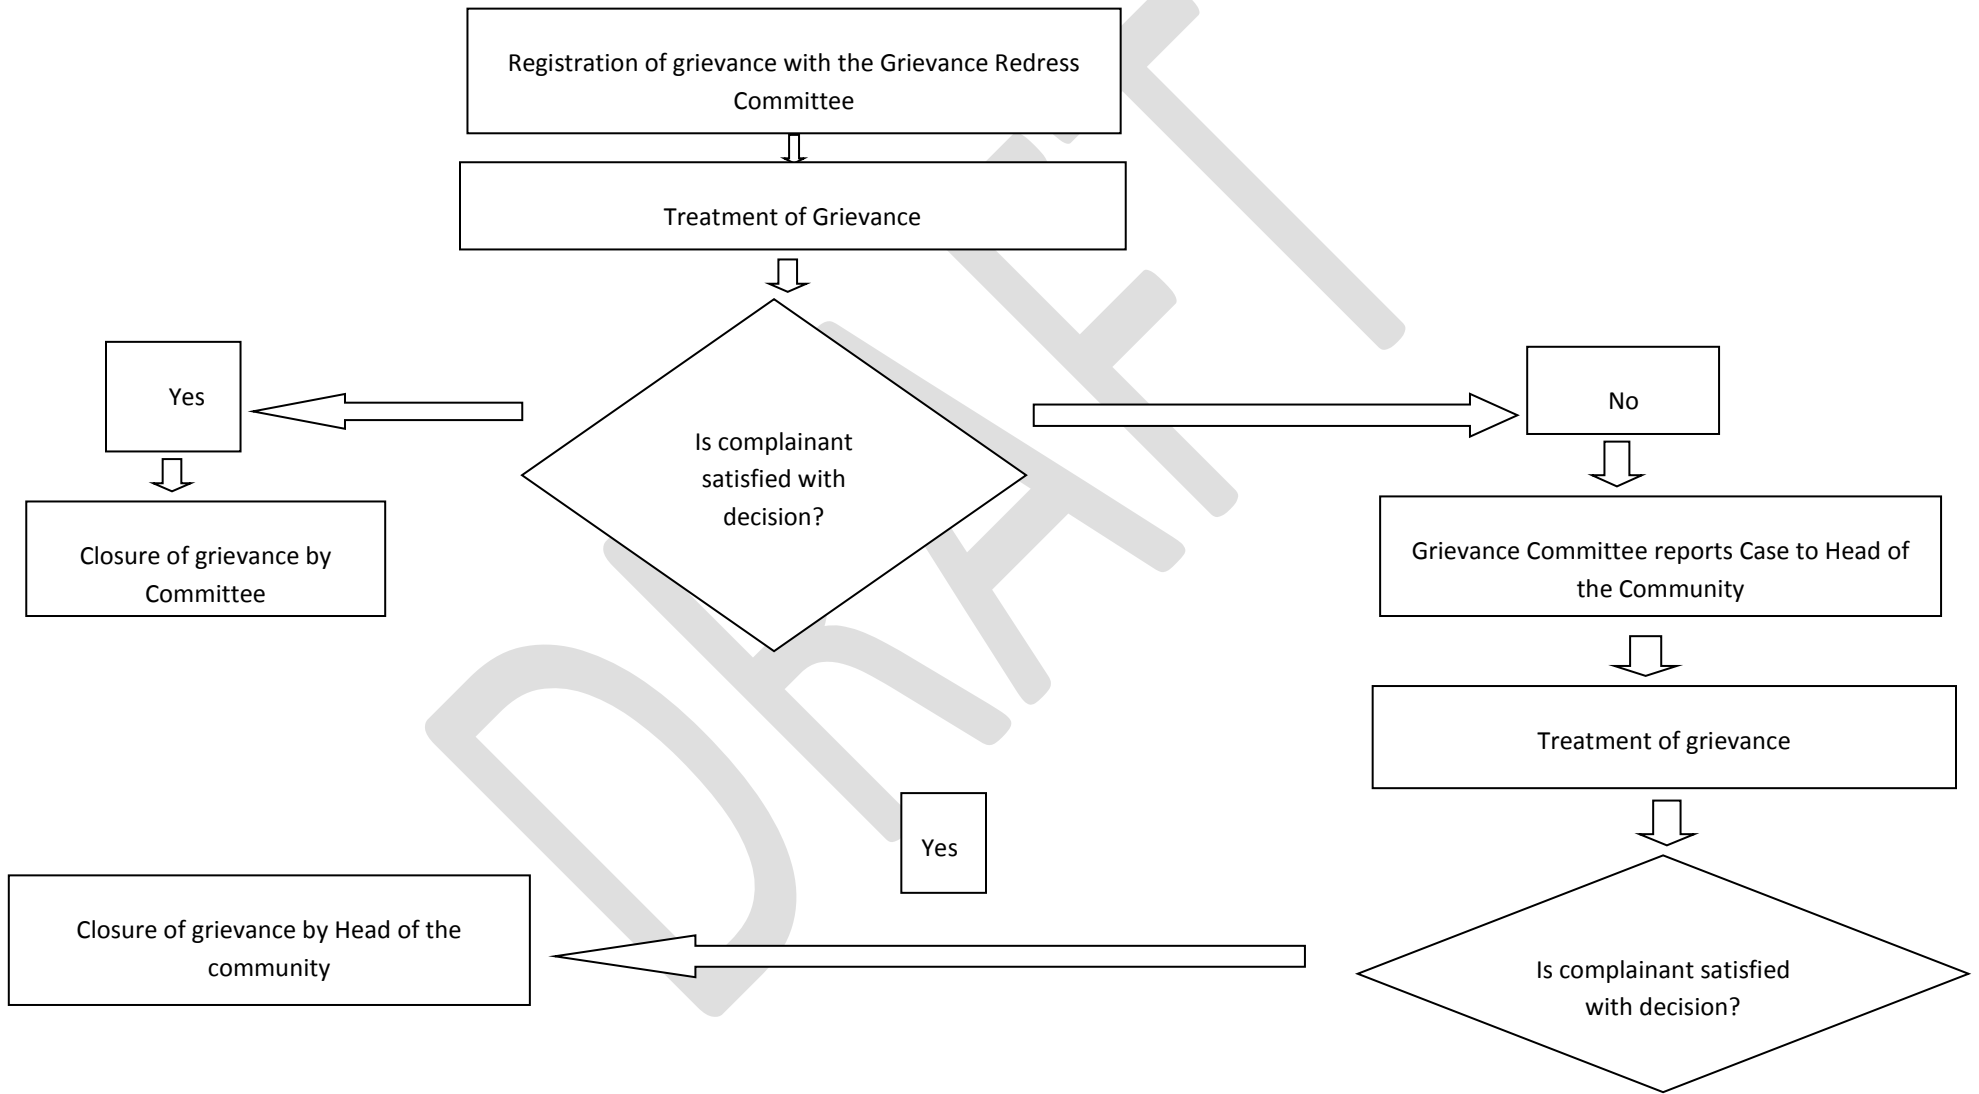 Registration of grievance with the Grievance Redress
Committee
Treatment of Grievance
Yes
No
Is complainant
satisfied with
decision?
Closure of grievance by
Committee
Grievance Committee reports Case to Head of
the Community
Treatment of grievance
Yes
Closure of grievance by Head of the
community
Is complainant satisfied
with decision?
DRAFT